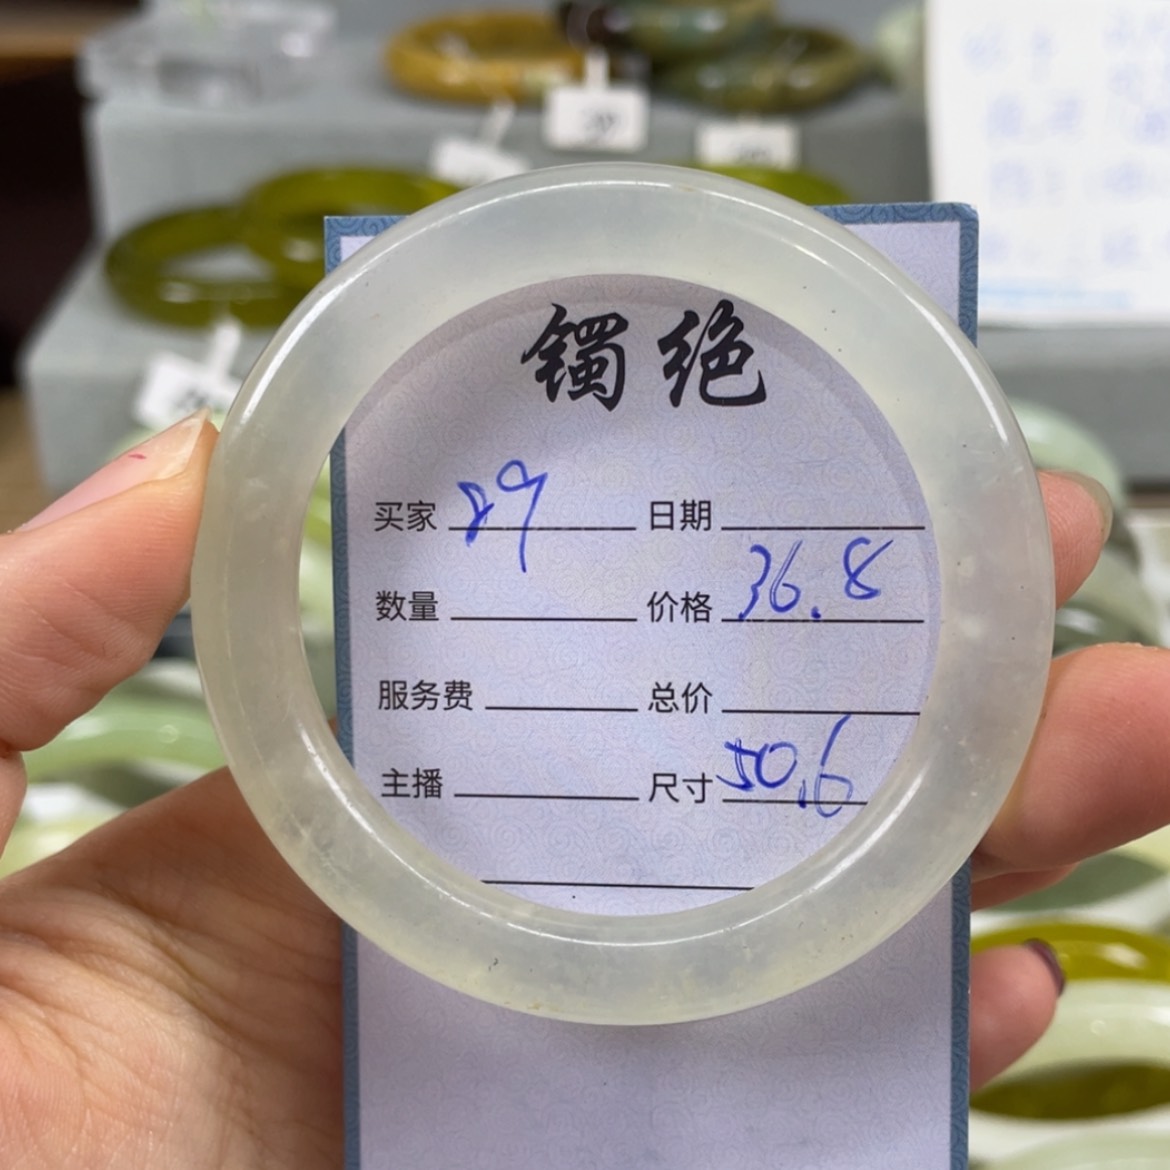 镯绝
买家 89 日期
数量 价格 36.8
服务费 总价
主播 尺寸 50.6